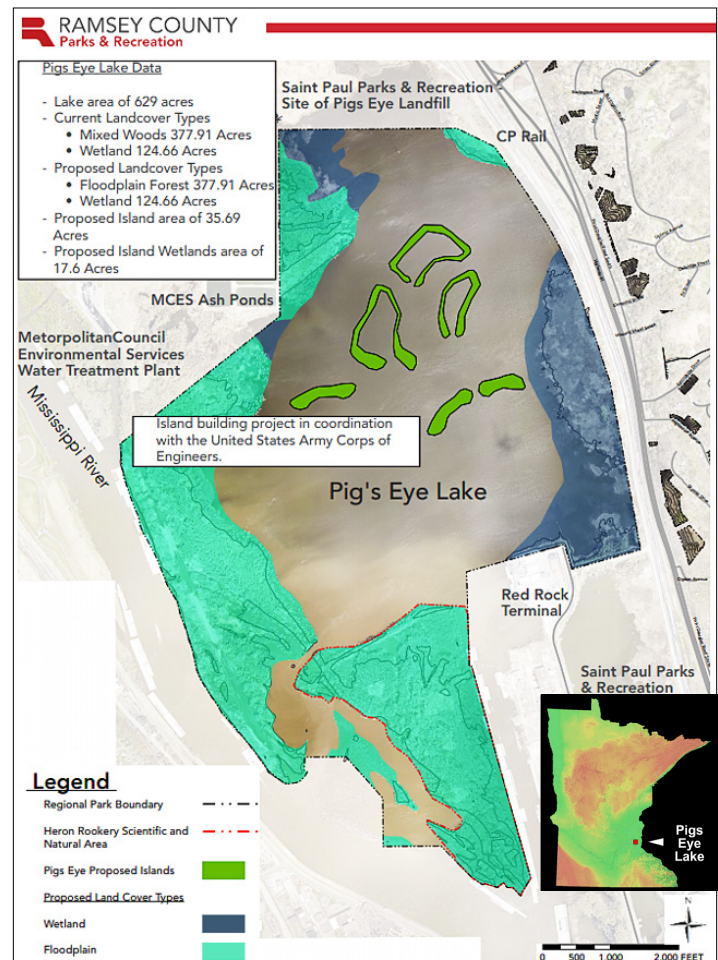 RAMSEY COUNTY
Parks & Recreation
Pigs Eye Lake Data
- Lake area of 629 acres
- Current Landcover Types
• Mixed Woods 377.91 Acres
• Wetland 124.66 Acres
- Proposed Landcover Types
• Floodplain Forest 377.91 Acres
• Wetland 124.66 Acres
- Proposed Island area of 35.69
Acres
- Proposed Island Wetlands area of
17.6 Acres
Saint Paul Parks & Recreation -
Site of Pigs Eye Landfill
CP Rail
MCES Ash Ponds
MetorpolitanCouncil
Environmental Services
Water Treatment Plant
Mississippi River
Island building project in coordination
with the United States Army Corps of
Engineers.
Pig's Eye Lake
Red Rock
Terminal
Saint Paul Parks
& Recreation
Pigs
Eye
Lake
Legend
Regional Park Boundary
Heron Rookery Scientific and
Natural Area
Pigs Eye Proposed Islands
Proposed Land Cover Types
Wetland
Floodplain
N
0 500 1,000 2,000 FEET